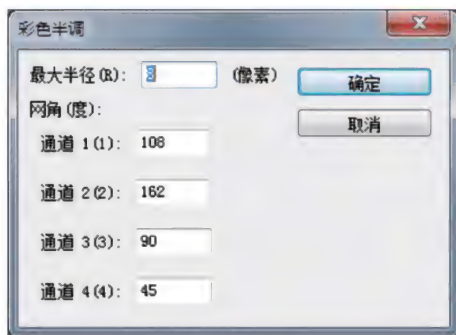 彩色半调
最大半径(R): (像素) 确定
网角(度): 取消
通道 1(1): 108
通道 2(2): 162
通道 3(3): 90
通道 4(4): 45